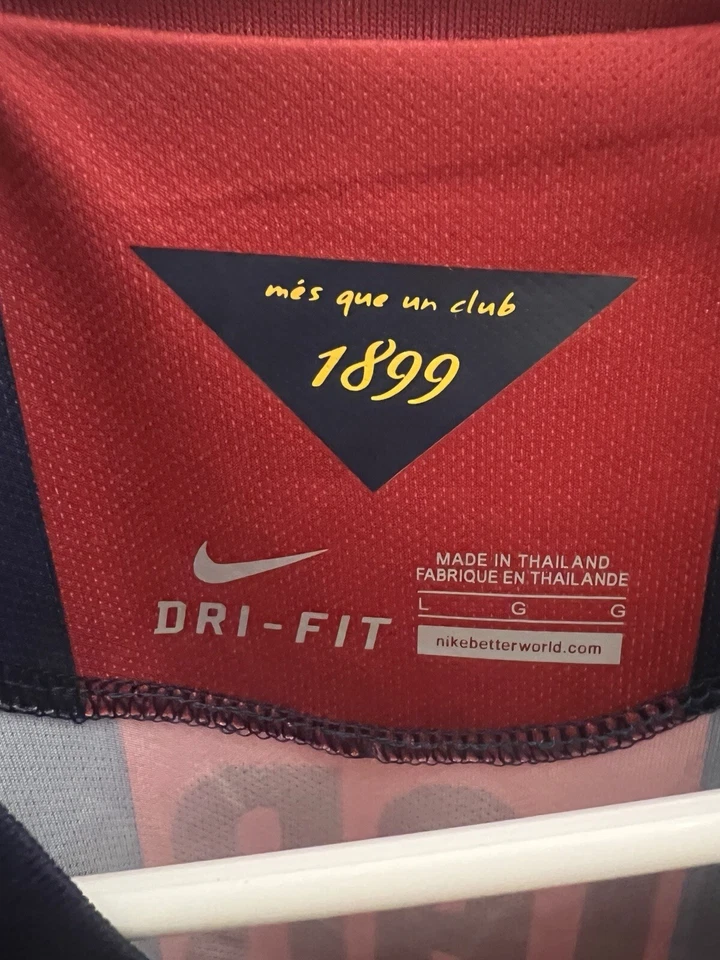 més que un club
1899
DRI-FIT
MADE IN THAILAND
FABRIQUE EN THAILANDE
L G G
nikebetterworld.com